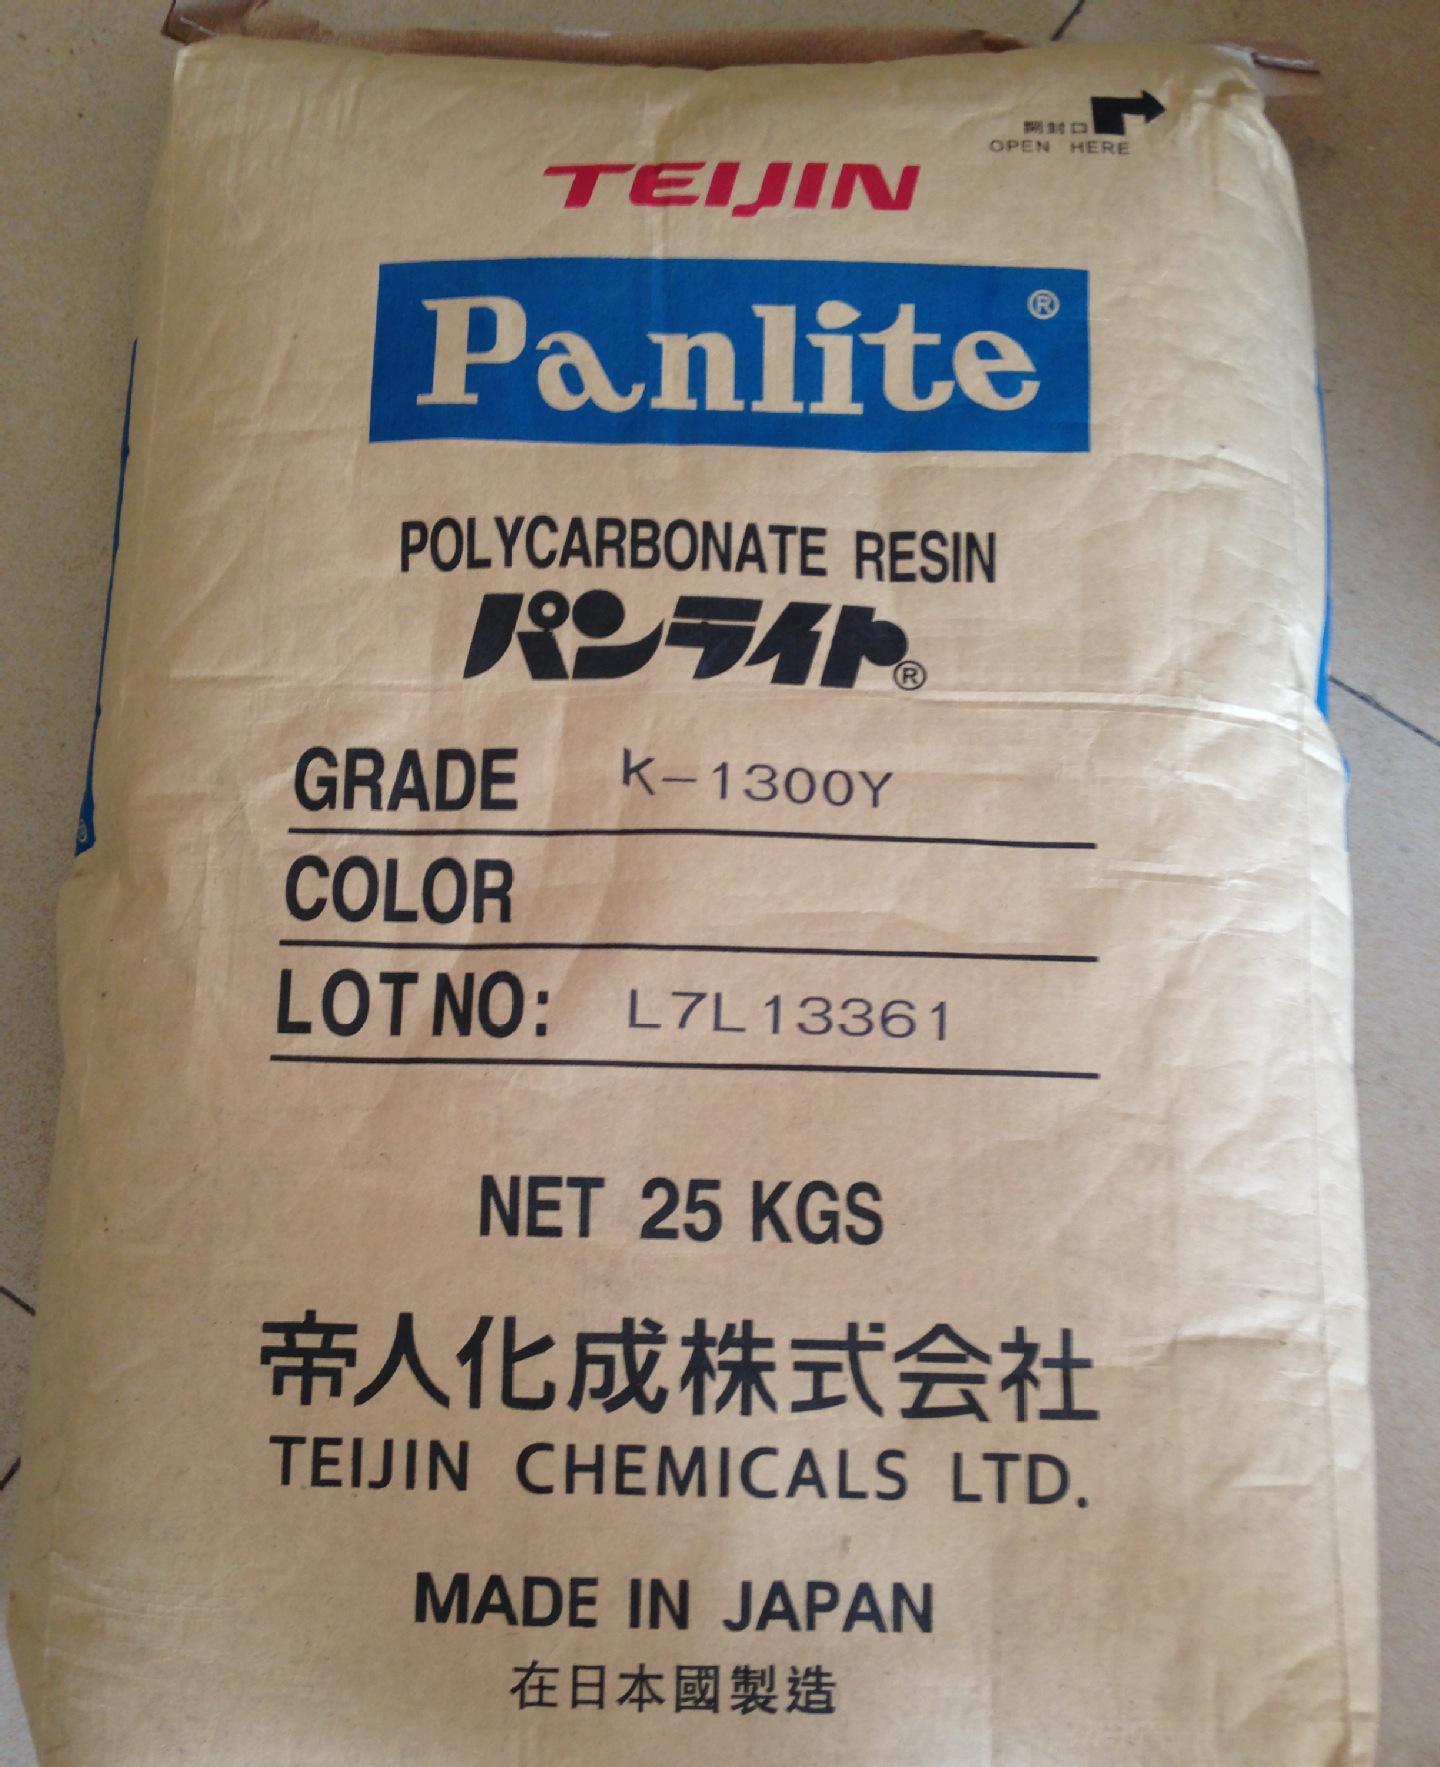 開封口
OPEN HERE
TEIJIN
Panlite®
POLYCARBONATE RESIN
パンライト®
GRADE K-1300Y
COLOR
LOT NO: L7L13361
NET 25 KGS
帝人化成株式会社
TEIJIN CHEMICALS LTD.
MADE IN JAPAN
在日本國製造